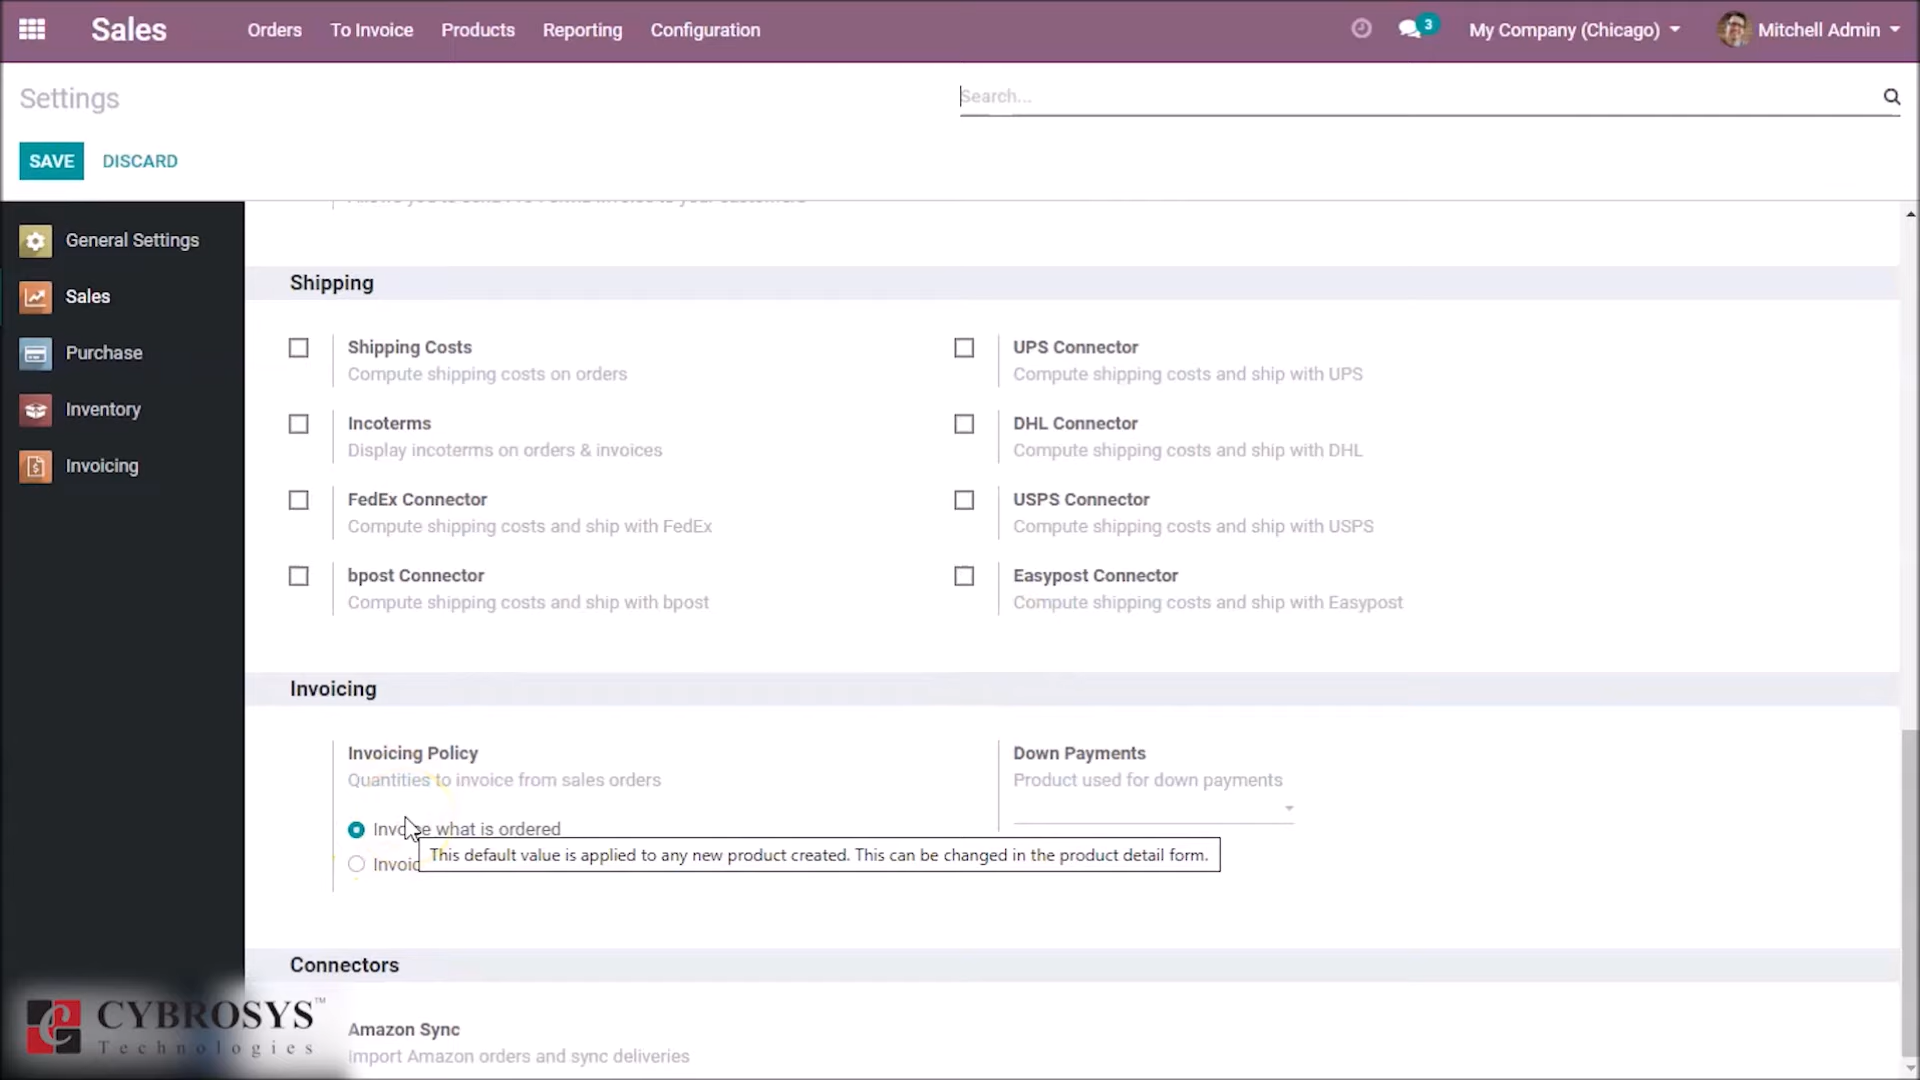 Sales Orders To Invoice Products Reporting Configuration 3 My Company (Chicago) Mitchell Admin
Settings
Search...
SAVE DISCARD
General Settings
Sales
Purchase
Inventory
Invoicing
Shipping
Shipping Costs
Compute shipping costs on orders
UPS Connector
Compute shipping costs and ship with UPS
Incoterms
Display incoterms on orders & invoices
DHL Connector
Compute shipping costs and ship with DHL
FedEx Connector
Compute shipping costs and ship with FedEx
USPS Connector
Compute shipping costs and ship with USPS
bpost Connector
Compute shipping costs and ship with bpost
Easypost Connector
Compute shipping costs and ship with Easypost
Invoicing
Invoicing Policy
Quantities to invoice from sales orders
Down Payments
Product used for down payments
Invoice what is ordered
This default value is applied to any new product created. This can be changed in the product detail form.
Connectors
Amazon Sync
Import Amazon orders and sync deliveries
CYBROSYS™
Technologies